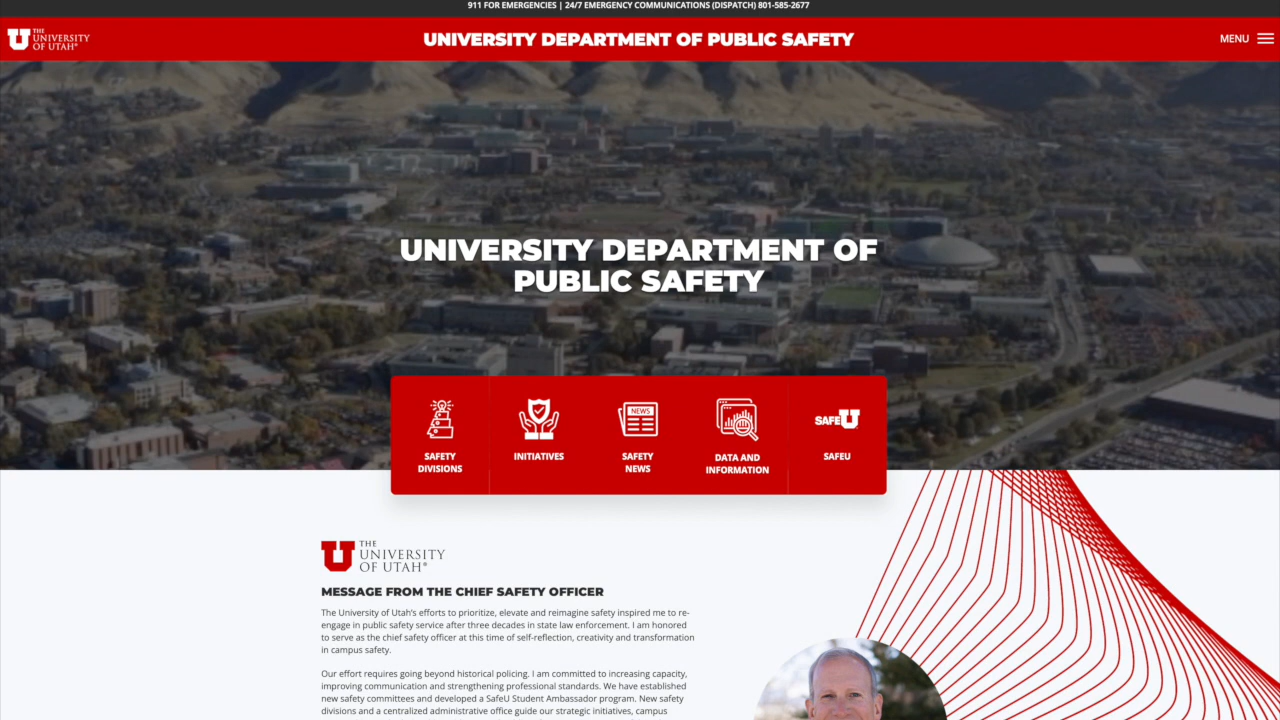 911 FOR EMERGENCIES | 24/7 EMERGENCY COMMUNICATIONS (DISPATCH) 801-585-2677
THE
UNIVERSITY
OF UTAH®
UNIVERSITY DEPARTMENT OF PUBLIC SAFETY
MENU
UNIVERSITY DEPARTMENT OF
PUBLIC SAFETY
NEWS
SAFE U
SAFETY
DIVISIONS
INITIATIVES
SAFETY
NEWS
DATA AND
INFORMATION
SAFEU
THE
UNIVERSITY
OF UTAH®
MESSAGE FROM THE CHIEF SAFETY OFFICER
The University of Utah's efforts to prioritize, elevate and reimagine safety inspired me to re-
engage in public safety service after three decades in state law enforcement. I am honored
to serve as the chief safety officer at this time of self-reflection, creativity and transformation
in campus safety.
Our effort requires going beyond historical policing. I am committed to increasing capacity,
improving communication and strengthening professional standards. We have established
new safety committees and developed a SafeU Student Ambassador program. New safety
divisions and a centralized administrative office guide our strategic initiatives, campus